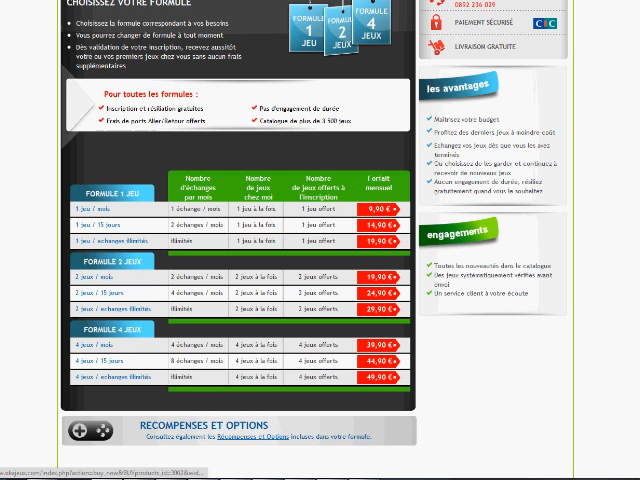 CHOISISSEZ VOTRE FORMULE
Choisissez la formule correspondant à vos besoins
Vous pourrez changer de formule à tout moment
Dès validation de votre inscription, recevez aussitôt
votre ou vos premiers jeux chez vous sans aucun frais
supplémentaires
FORMULE
1
JEU
FORMULE
2
JEUX
FORMULE
4
JEUX
Pour toutes les formules :
Inscription et résiliation gratuites
Pas d'engagement de durée
Frais de ports Aller/Retour offerts
Catalogue de plus de 3 500 jeux
Nombre
d'échanges
par mois
Nombre
de jeux
chez moi
Nombre
de jeux offerts à
l'inscription
Forfait
mensuel
FORMULE 1 JEU
1 jeu / mois 1 échange / mois 1 jeu à la fois 1 jeu offert 9,90 €
1 jeu / 15 jours 2 échanges / mois 1 jeu à la fois 1 jeu offert 14,90 €
1 jeu / echanges illimités illimités 1 jeu à la fois 1 jeu offert 19,90 €
FORMULE 2 JEUX
2 jeux / mois 2 échanges / mois 2 jeux à la fois 2 jeux offerts 19,90 €
2 jeux / 15 jours 4 échanges / mois 2 jeux à la fois 2 jeux offerts 24,90 €
2 jeux / echanges illimités illimités 2 jeux à la fois 2 jeux offerts 29,90 €
FORMULE 4 JEUX
4 jeux / mois 4 échanges / mois 4 jeux à la fois 4 jeux offerts 39,90 €
4 jeux / 15 jours 8 échanges / mois 4 jeux à la fois 4 jeux offerts 44,90 €
4 jeux / echanges illimités illimités 4 jeux à la fois 4 jeux offerts 49,90 €
RECOMPENSES ET OPTIONS
Consultez également les Récompenses et Options incluses dans votre formule.
0892 236 029
PAIEMENT SÉCURISÉ
CIC
LIVRAISON GRATUITE
les avantages
Maîtrisez votre budget
Profitez des derniers jeux à moindre coût
Echangez vos jeux dès que vous les avez
terminés
Ou choisissez de les garder et continuez à
recevoir de nouveaux jeux
Aucun engagement de durée, résiliez
gratuitement quand vous le souhaitez
engagements
Toutes les nouveautés dans le catalogue
Des jeux systématiquement vérifiés avant
envoi
Un service client à votre écoute